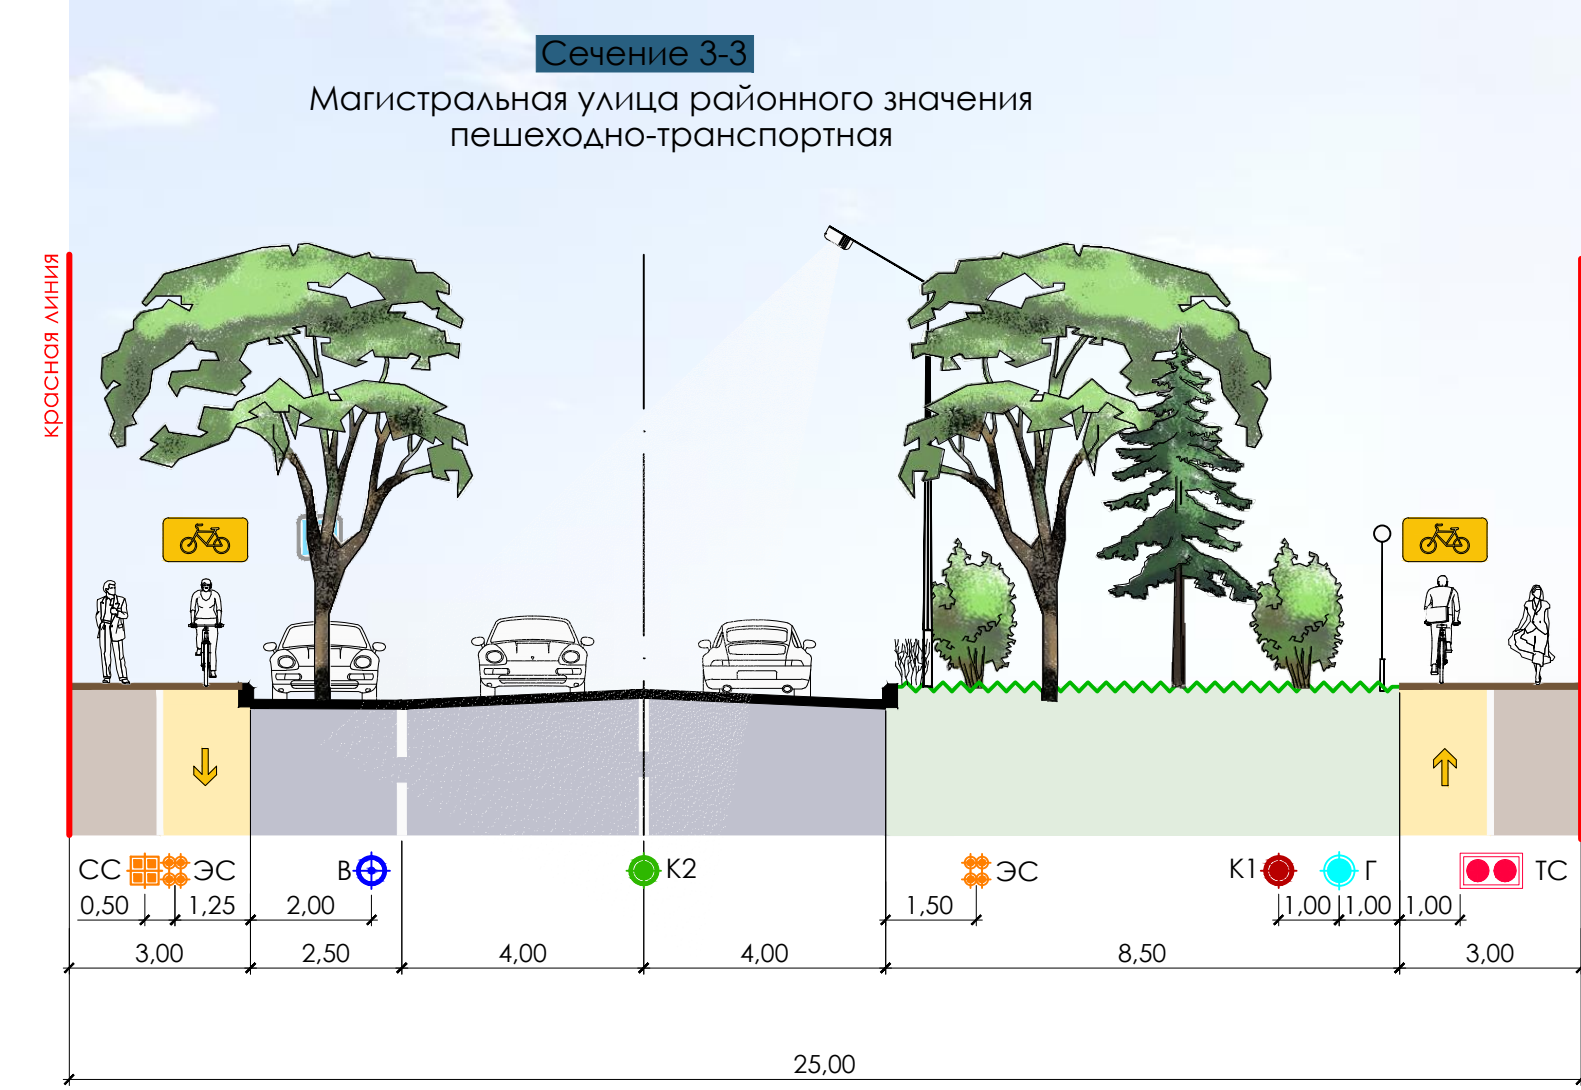 Сечение 3-3
Магистральная улица районного значения
пешеходно-транспортная
красная линия
СС ЭС В К2 ЭС К1 Г ТС
0,50 1,25 2,00 1,50 1,00 1,00 1,00
3,00 2,50 4,00 4,00 8,50 3,00
25,00